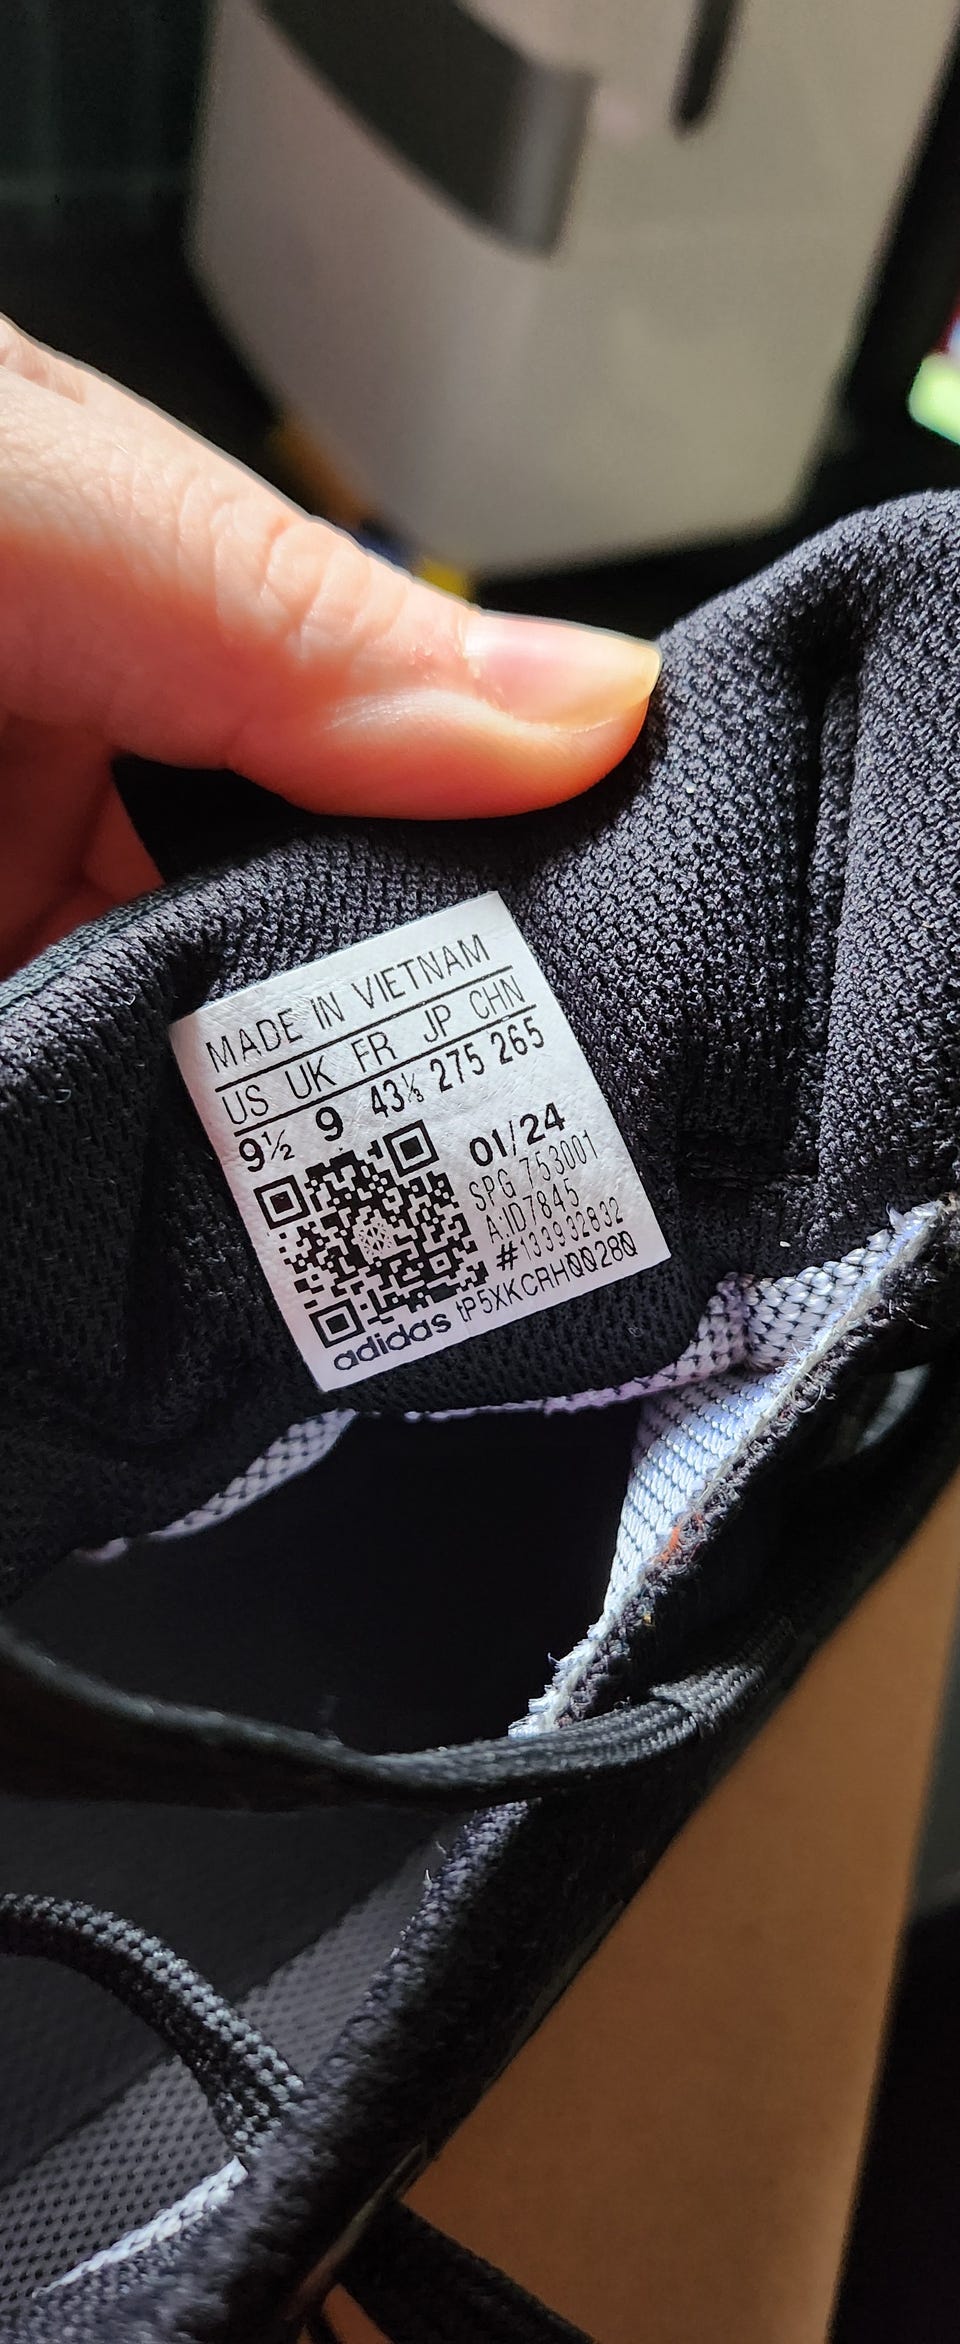 MADE IN VIETNAM
US UK FR JP CHN
9½ 9 43⅓ 275 265
01/24
SPG 753001
A:ID7845
#133932832
adidas tP5XKCRHQQ28Q